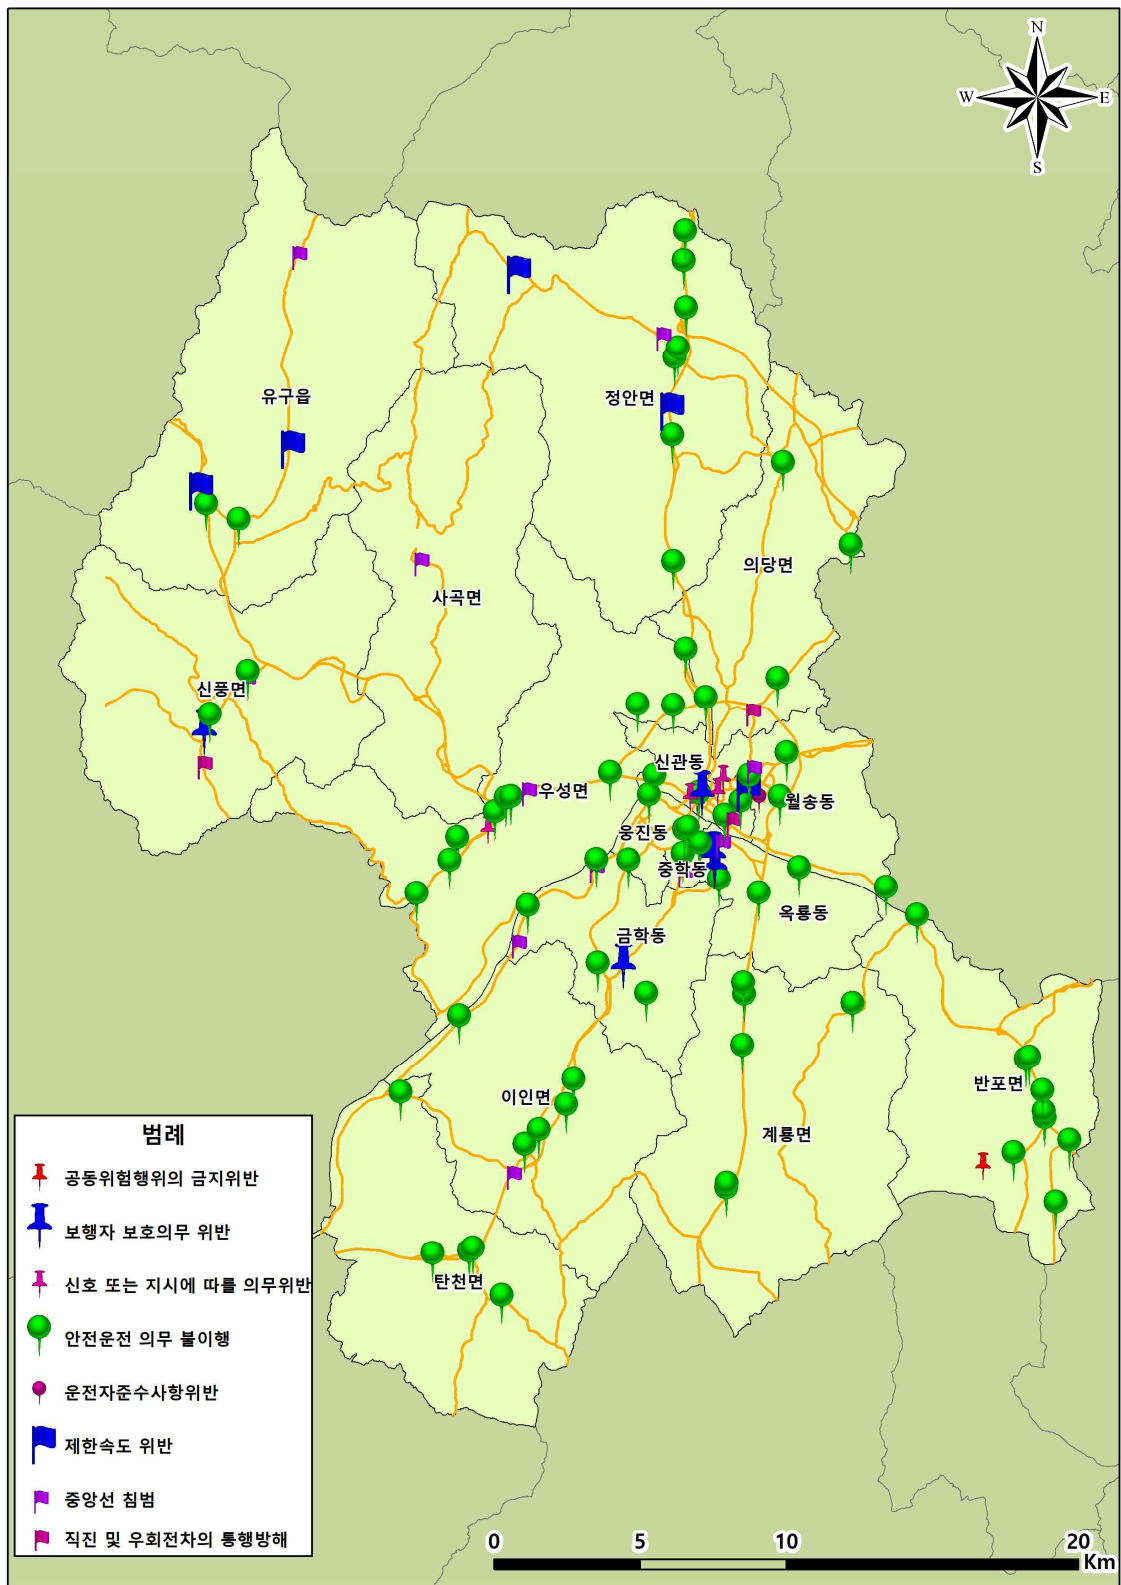 N
W
E
S
유구읍
정안면
의당면
사곡면
신풍면
신관동
우성면
월송동
웅진동
중학동
옥룡동
금학동
반포면
이인면
계룡면
탄천면
범례
공동위험행위의 금지위반
보행자 보호의무 위반
신호 또는 지시에 따를 의무위반
안전운전 의무 불이행
운전자준수사항위반
제한속도 위반
중앙선 침범
직진 및 우회전차의 통행방해
0 5 10 20
Km